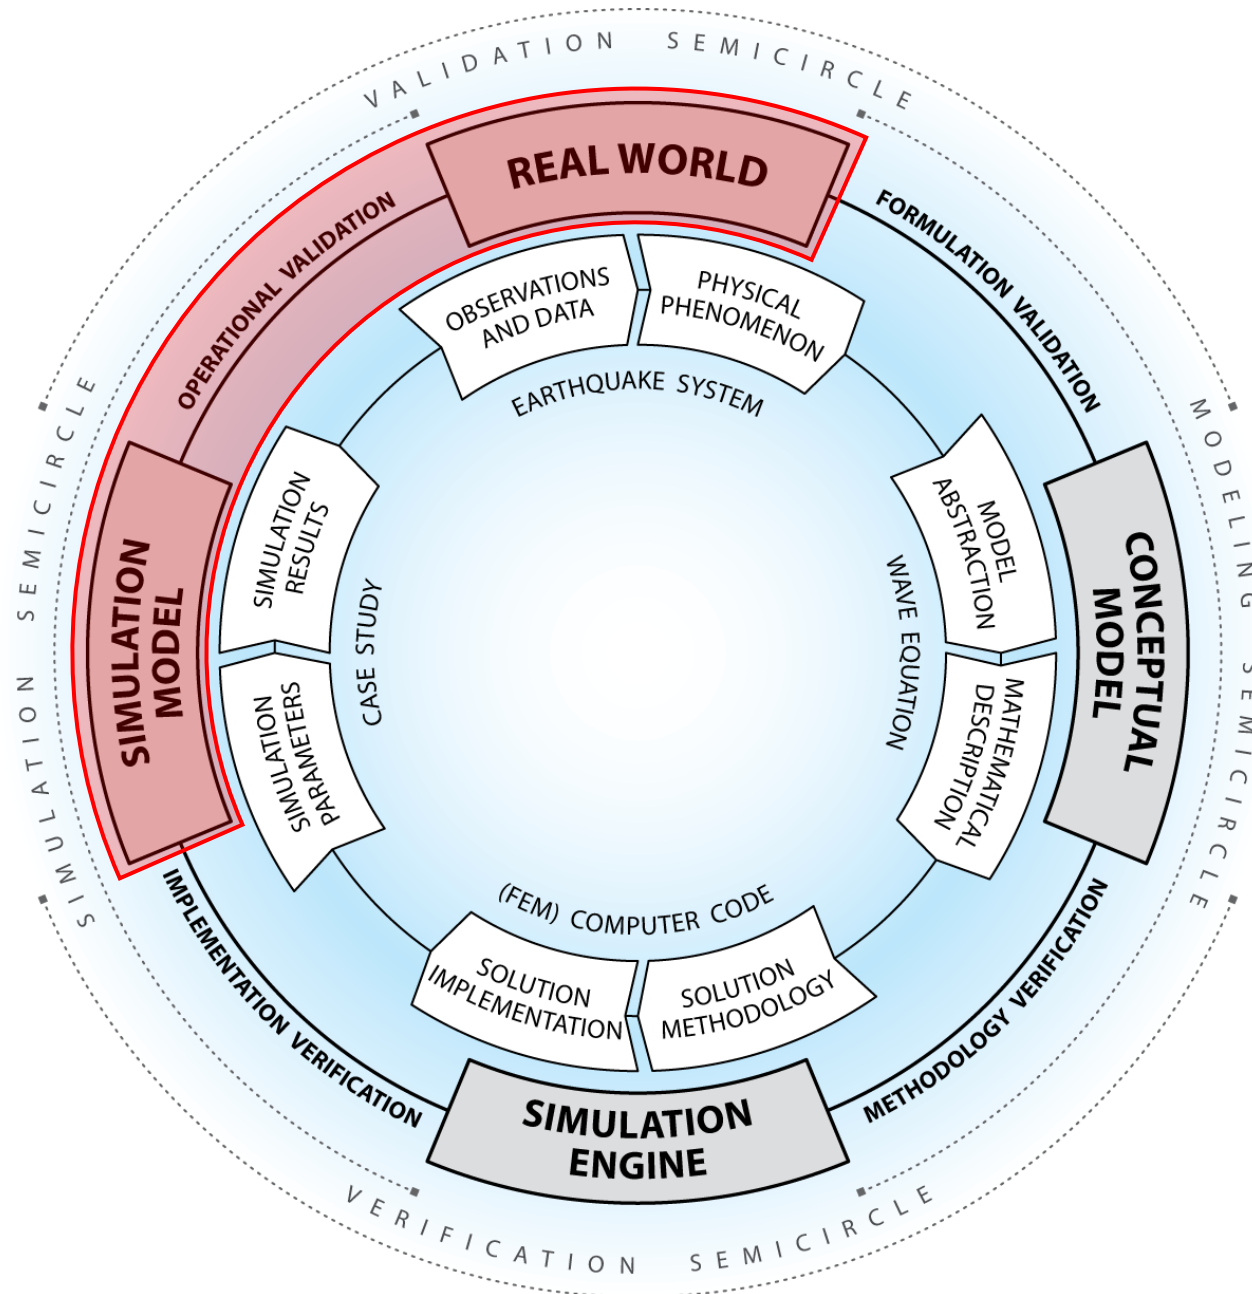 VALIDATION SEMICIRCLE
REAL WORLD
OPERATIONAL VALIDATION
FORMULATION VALIDATION
OBSERVATIONS
AND DATA
PHYSICAL
PHENOMENON
EARTHQUAKE SYSTEM
SIMULATION SEMICIRCLE
MODELING SEMICIRCLE
SIMULATION
MODEL
SIMULATION
RESULTS
CASE STUDY
SIMULATION
PARAMETERS
MODEL
ABSTRACTION
WAVE EQUATION
MATHEMATICAL
DESCRIPTION
CONCEPTUAL
MODEL
(FEM) COMPUTER CODE
SOLUTION
IMPLEMENTATION
SOLUTION
METHODOLOGY
IMPLEMENTATION VERIFICATION
METHODOLOGY VERIFICATION
SIMULATION
ENGINE
VERIFICATION SEMICIRCLE